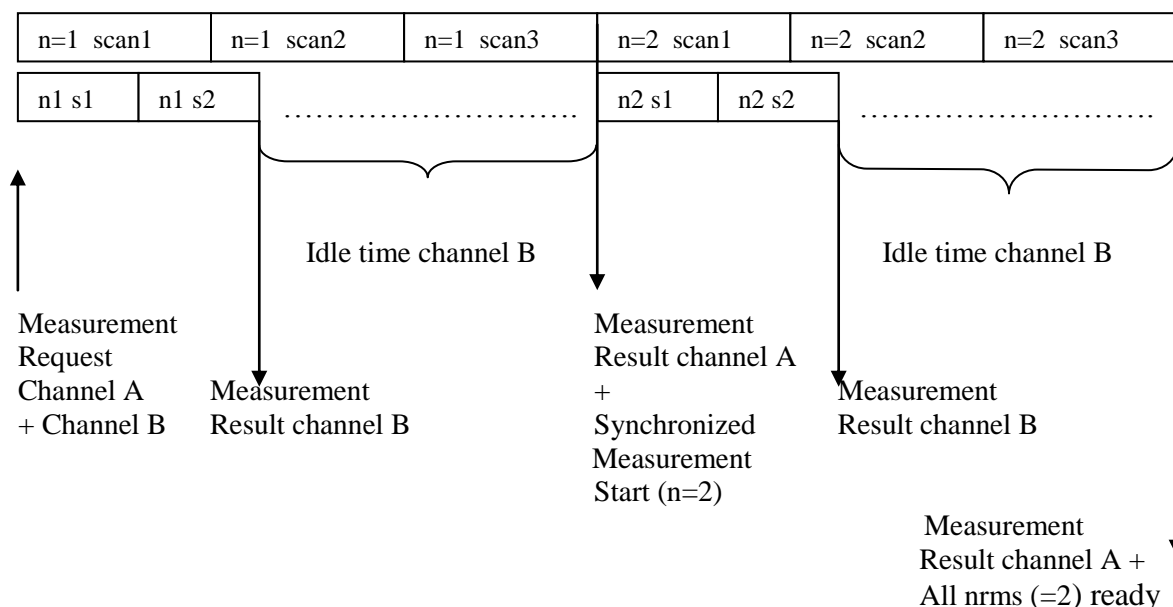 n=1 scan1 n=1 scan2 n=1 scan3 n=2 scan1 n=2 scan2 n=2 scan3
n1 s1 n1 s2 n2 s1 n2 s2
Idle time channel B
Idle time channel B
Measurement
Request
Channel A
+ Channel B
Measurement
Result channel B
Measurement
Result channel A
+
Synchronized
Measurement
Start (n=2)
Measurement
Result channel B
Measurement
Result channel A +
All nrms (=2) ready